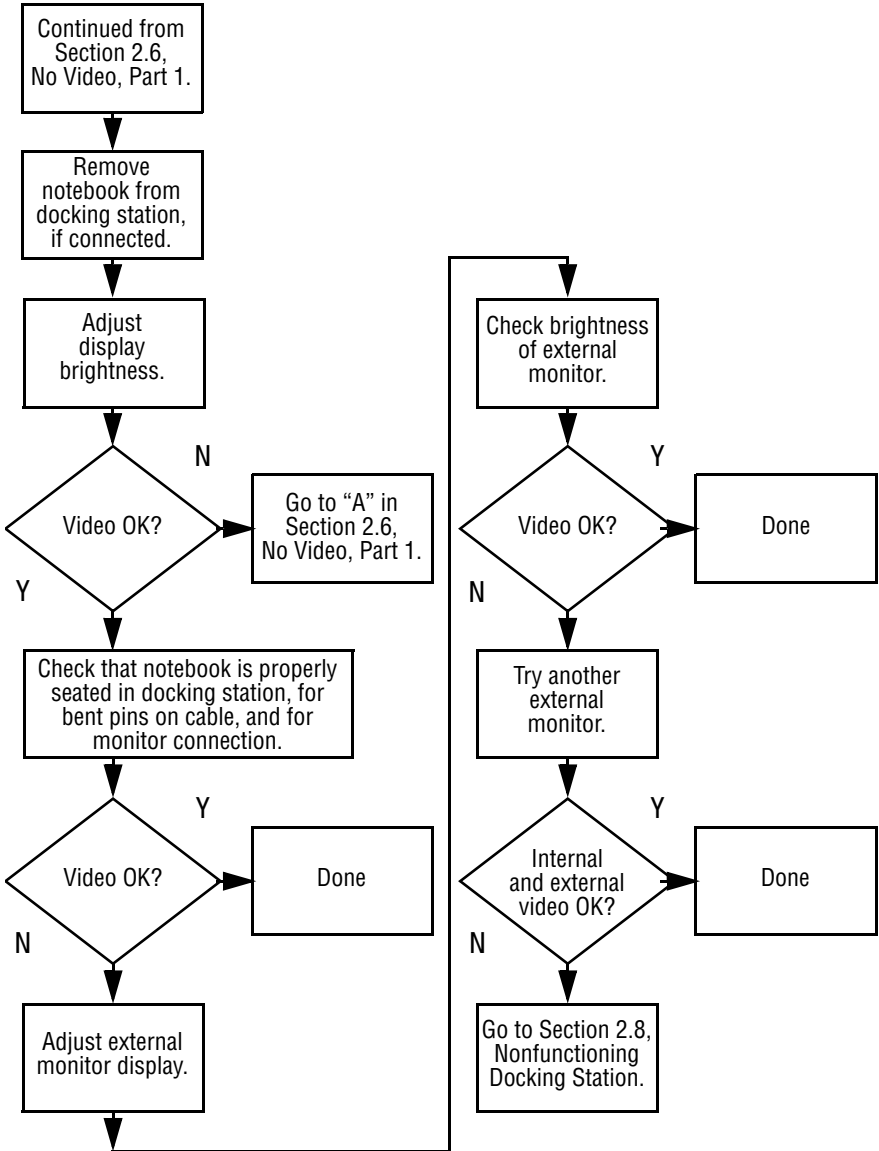 Continued from
Section 2.6,
No Video, Part 1.
Remove
notebook from
docking station,
if connected.
Adjust
display
brightness.
N
Video OK?
Go to “A” in
Section 2.6,
No Video, Part 1.
Y
Check that notebook is properly
seated in docking station, for
bent pins on cable, and for
monitor connection.
Y
Video OK?
Done
N
Adjust external
monitor display.
Check brightness
of external
monitor.
Y
Video OK?
Done
N
Try another
external
monitor.
Y
Internal
and external
video OK?
Done
N
Go to Section 2.8,
Nonfunctioning
Docking Station.